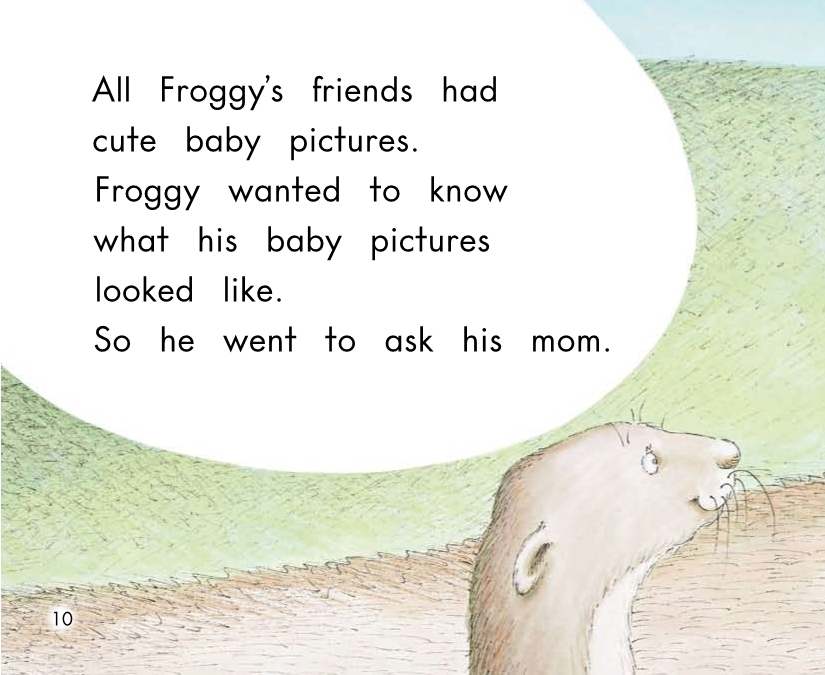 All Froggy’s friends had
cute baby pictures.
Froggy wanted to know
what his baby pictures
looked like.
So he went to ask his mom.
10